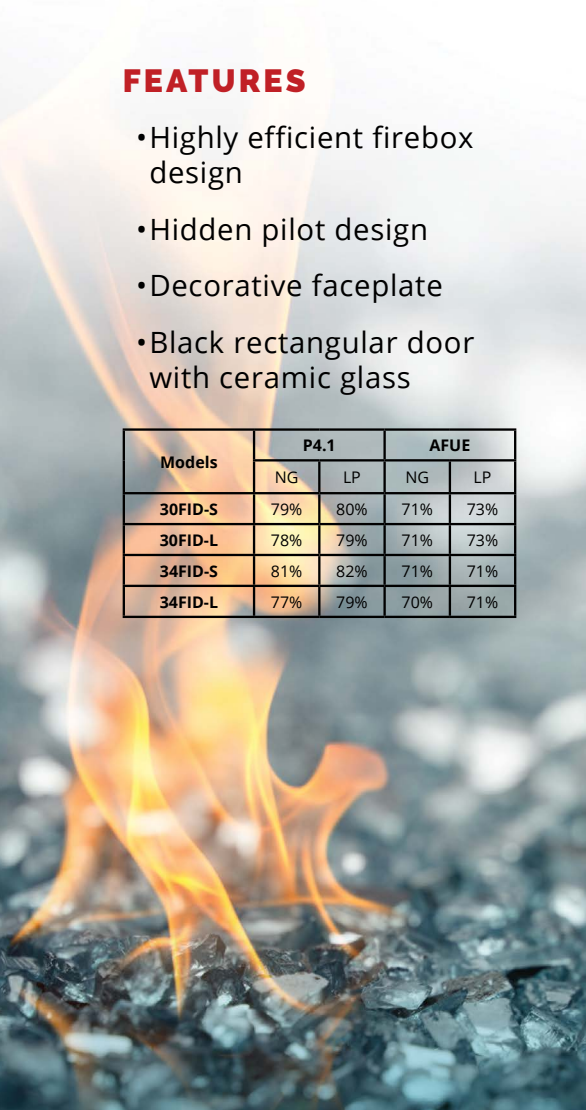 FEATURES
•Highly efficient firebox
design
•Hidden pilot design
•Decorative faceplate
•Black rectangular door
with ceramic glass
Models P4.1 AFUE
NG LP NG LP
30FID-S 79% 80% 71% 73%
30FID-L 78% 79% 71% 73%
34FID-S 81% 82% 71% 71%
34FID-L 77% 79% 70% 71%